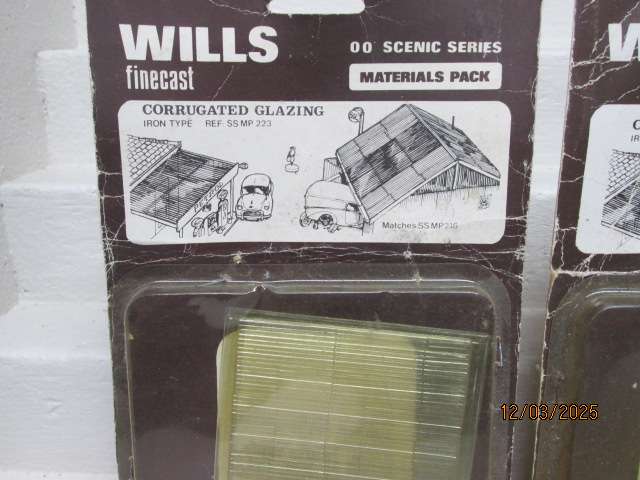 WILLS
finecast
OO SCENIC SERIES
MATERIALS PACK
CORRUGATED GLAZING
IRON TYPE REF. SS MP 223
Matches SS MP 216
12/03/2025